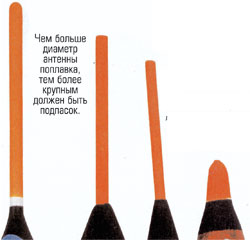 Чем больше
диаметр
антенны
поплавка,
тем более
крупным
должен быть
подпасок.